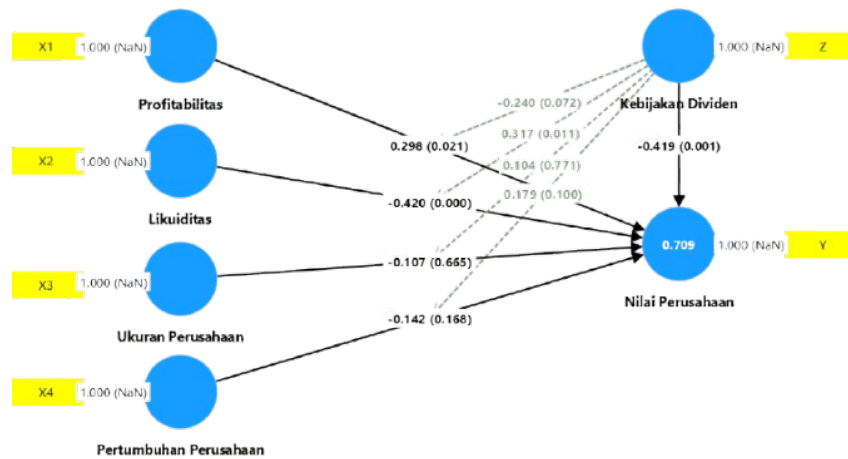 X1
1.000 (NaN)
Profitabilitas
1.000 (NaN)
Z
Kebijakan Dividen
-0.240 (0.072)
0.317 (0.011)
0.104 (0.771)
0.179 (0.100)
0.298 (0.021)
-0.419 (0.001)
X2
1.000 (NaN)
Likuiditas
-0.420 (0.000)
0.709
1.000 (NaN)
Y
Nilai Perusahaan
X3
1.000 (NaN)
Ukuran Perusahaan
-0.107 (0.665)
-0.142 (0.168)
X4
1.000 (NaN)
Pertumbuhan Perusahaan